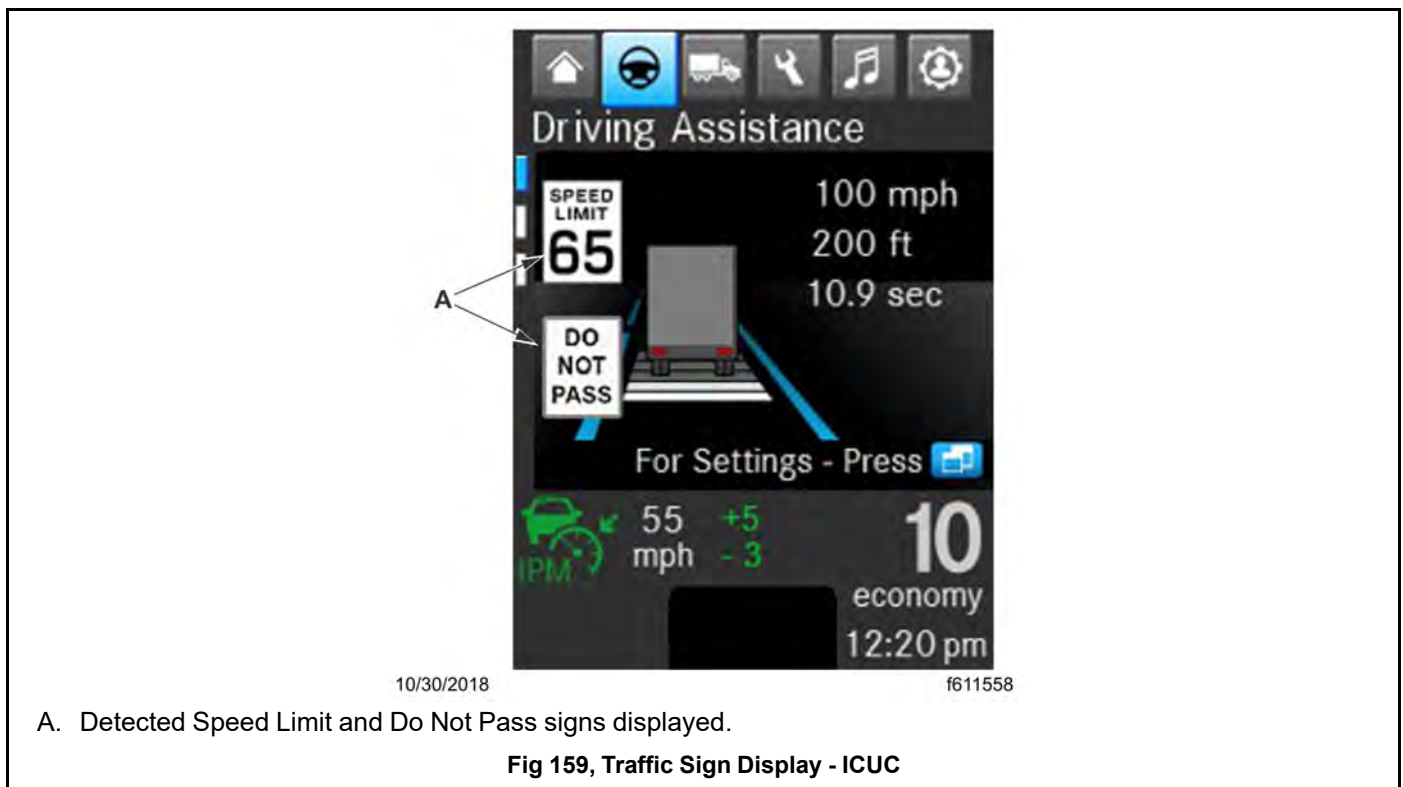 Driving Assistance
SPEED
LIMIT
65
100 mph
200 ft
10.9 sec
A
DO
NOT
PASS
For Settings - Press
55 +5
mph - 3
IPM
10
economy
12:20 pm
10/30/2018 f611558
A. Detected Speed Limit and Do Not Pass signs displayed.
Fig 159, Traffic Sign Display - ICUC